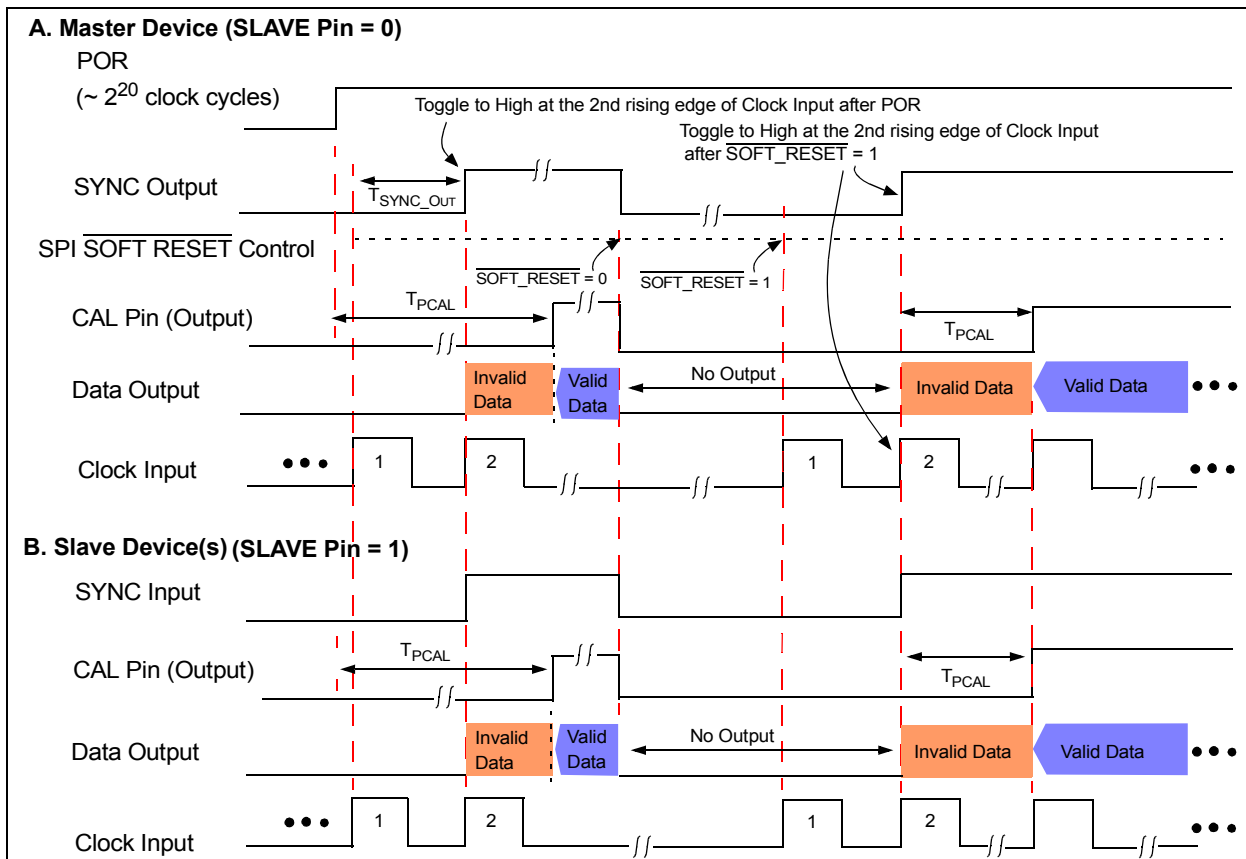 A. Master Device (SLAVE Pin = 0)
POR
(~ 2^20 clock cycles)
Toggle to High at the 2nd rising edge of Clock Input after POR
Toggle to High at the 2nd rising edge of Clock Input
after SOFT_RESET = 1
SYNC Output
T_SYNC_OUT
SPI SOFT RESET Control
SOFT_RESET = 0
SOFT_RESET = 1
CAL Pin (Output)
T_PCAL
T_PCAL
Data Output
Invalid
Data
Valid
Data
No Output
Invalid Data
Valid Data
Clock Input
1
2
1
2
B. Slave Device(s) (SLAVE Pin = 1)
SYNC Input
CAL Pin (Output)
T_PCAL
T_PCAL
Data Output
Invalid
Data
Valid
Data
No Output
Invalid Data
Valid Data
Clock Input
1
2
1
2